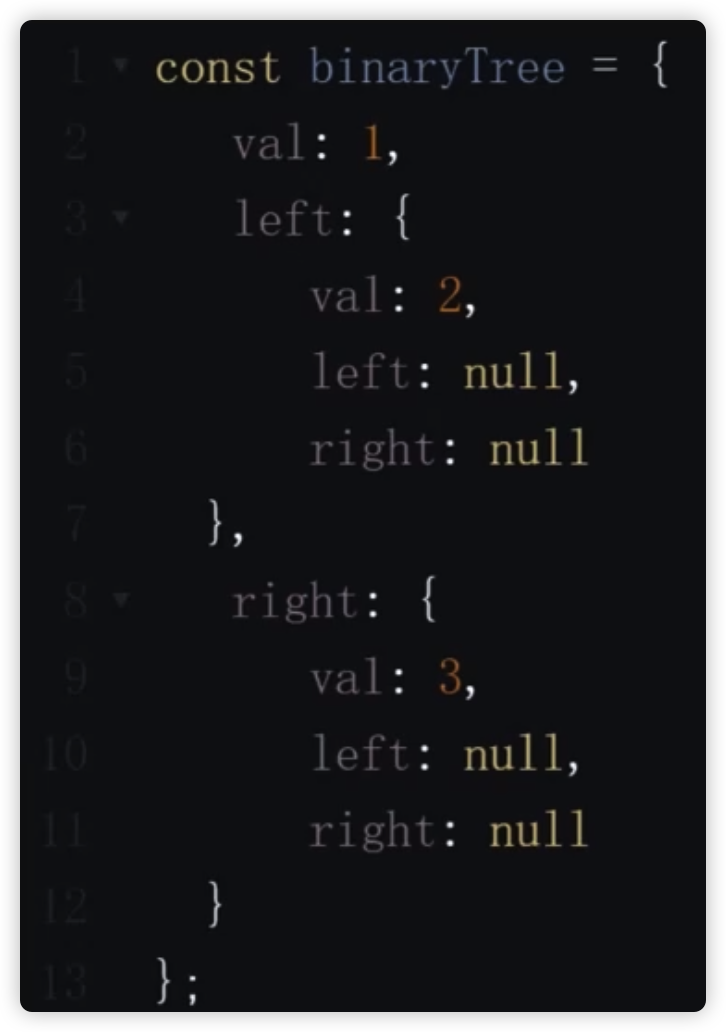 1 const binaryTree = {
2 val: 1,
3 left: {
4 val: 2,
5 left: null,
6 right: null
7 },
8 right: {
9 val: 3,
10 left: null,
11 right: null
12 }
13 };